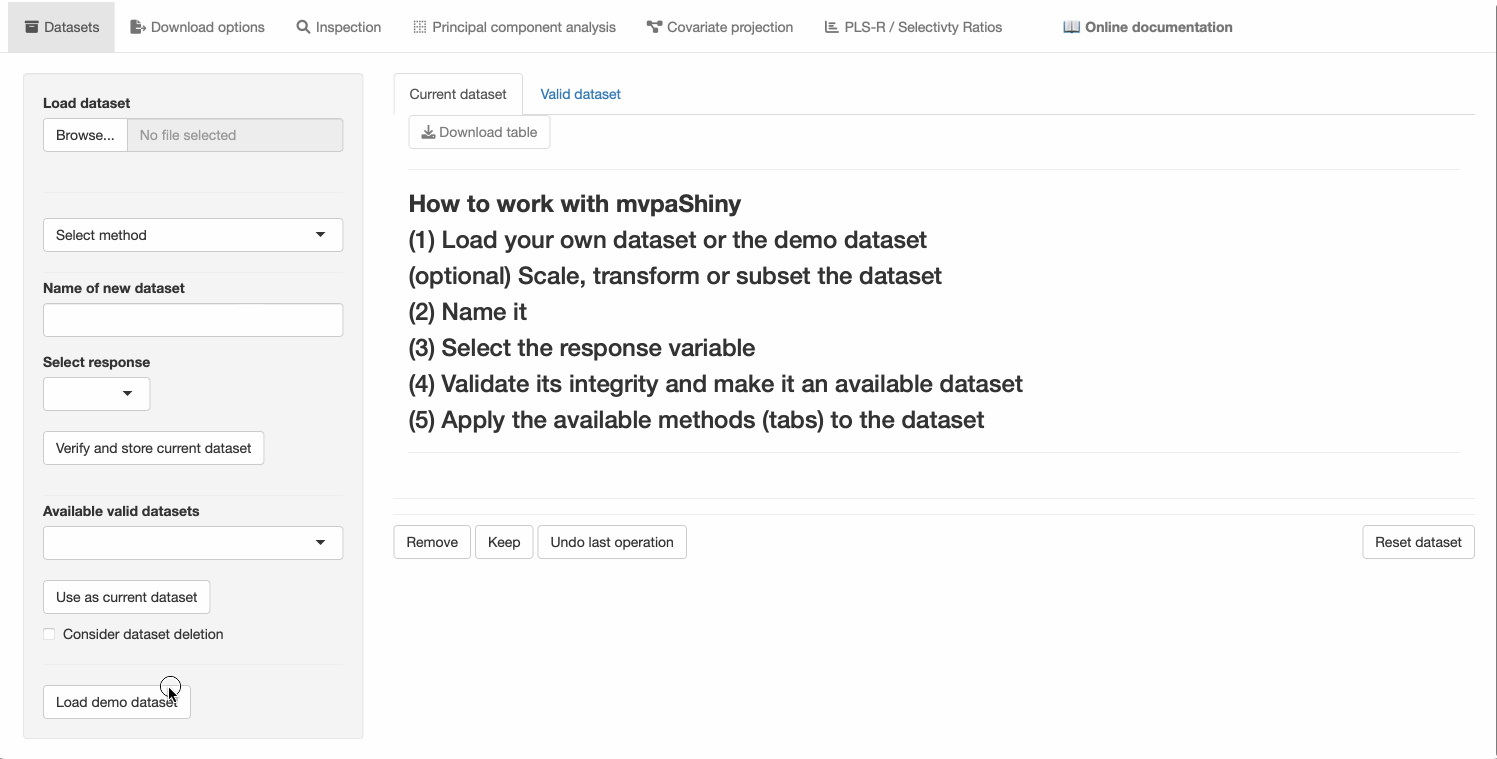 Datasets
Download options
Inspection
Principal component analysis
Covariate projection
PLS-R / Selectivty Ratios
Online documentation
Load dataset
Browse...
No file selected
Select method
Name of new dataset
Select response
Verify and store current dataset
Available valid datasets
Use as current dataset
Consider dataset deletion
Load demo dataset
Current dataset
Valid dataset
Download table
How to work with mvpaShiny
(1) Load your own dataset or the demo dataset
(optional) Scale, transform or subset the dataset
(2) Name it
(3) Select the response variable
(4) Validate its integrity and make it an available dataset
(5) Apply the available methods (tabs) to the dataset
Remove
Keep
Undo last operation
Reset dataset